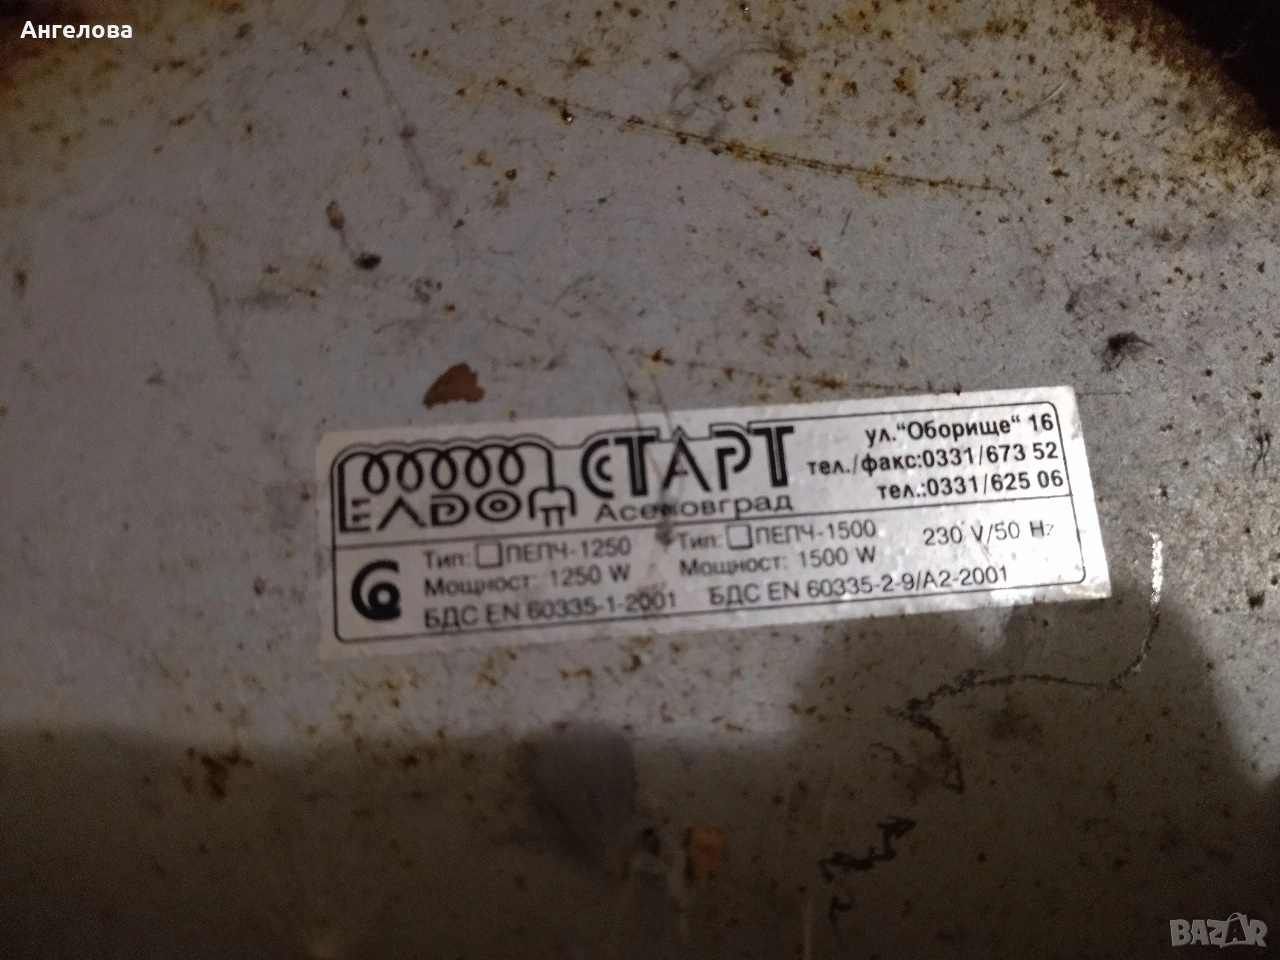 Ангелова
ЕЛДОМ СТАРТ
Асеновград
ул."Оборище" 16
тел./факс:0331/673 52
тел.:0331/625 06
Тип: ПЕПЧ-1250
Мощност: 1250 W
Тип: ПЕПЧ-1500
Мощност: 1500 W
230 V/50 Hz
БДС EN 60335-1-2001 БДС EN 60335-2-9/A2-2001
BAZAR